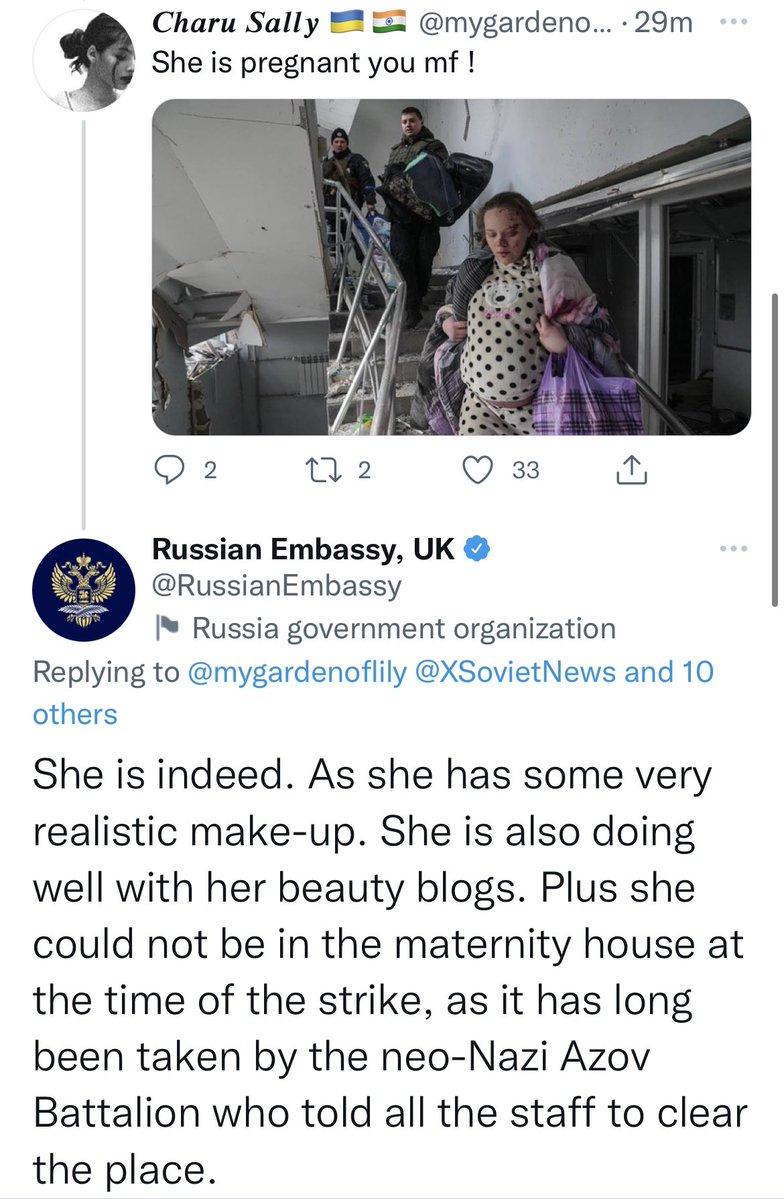 Charu Sally 🇺🇦 🇮🇳 @mygardeno... · 29m
She is pregnant you mf !
2 2 33
Russian Embassy, UK
@RussianEmbassy
Russia government organization
Replying to @mygardenoflily @XSovietNews and 10
others
She is indeed. As she has some very
realistic make-up. She is also doing
well with her beauty blogs. Plus she
could not be in the maternity house at
the time of the strike, as it has long
been taken by the neo-Nazi Azov
Battalion who told all the staff to clear
the place.